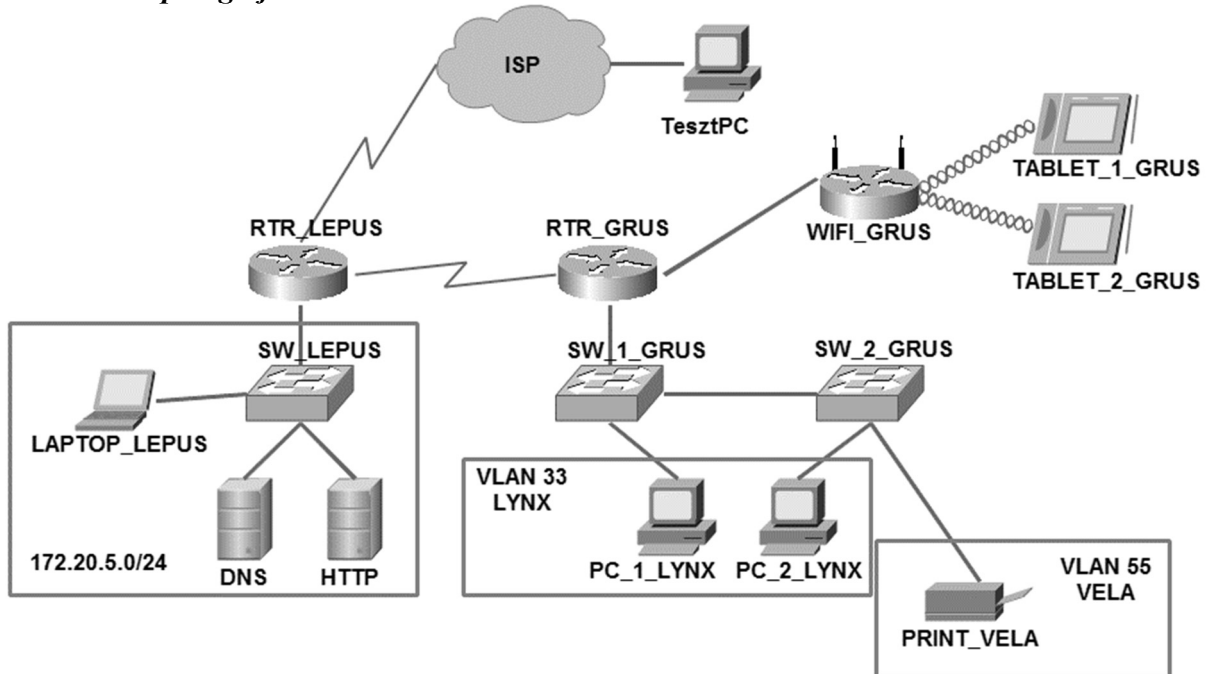 ISP
TesztPC
TABLET_1_GRUS
WIFI_GRUS
TABLET_2_GRUS
RTR_LEPUS
RTR_GRUS
SW_LEPUS
SW_1_GRUS
SW_2_GRUS
LAPTOP_LEPUS
VLAN 33
LYNX
172.20.5.0/24
DNS
HTTP
PC_1_LYNX
PC_2_LYNX
VLAN 55
VELA
PRINT_VELA